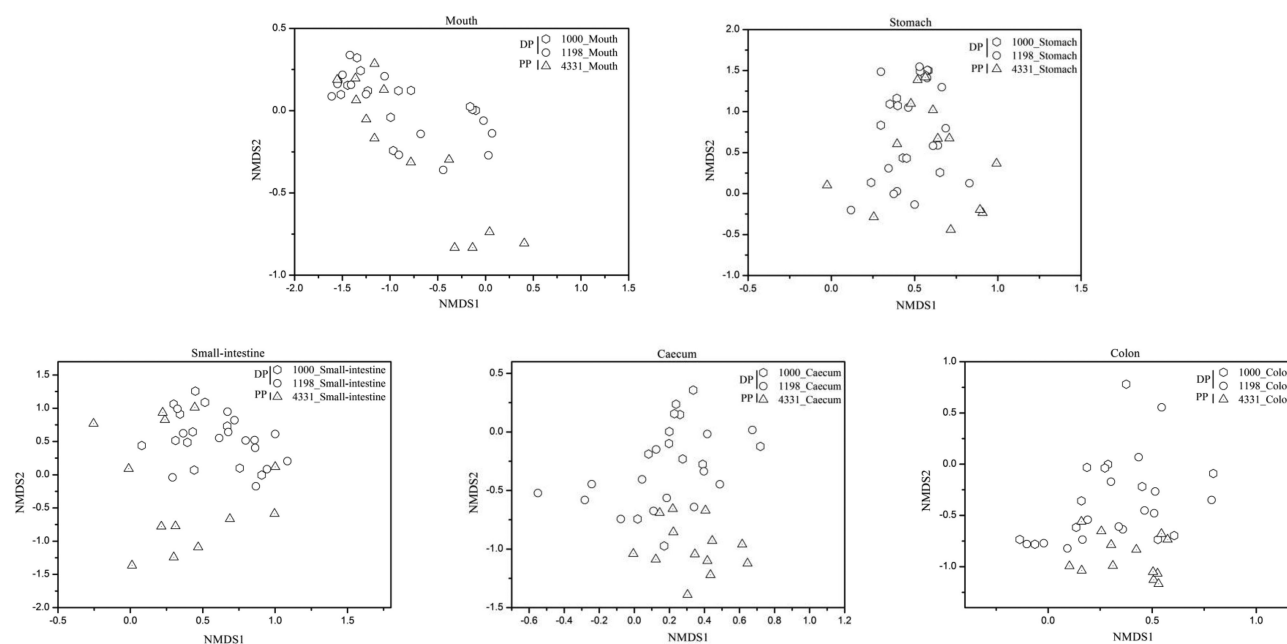 Mouth
0.5
0.0
-0.5
-1.0
NMDS2
-2.0 -1.5 -1.0 -0.5 0.0 0.5 1.0 1.5
NMDS1
DP
1000_Mouth
1198_Mouth
PP
4331_Mouth
Stomach
2.0
1.5
1.0
0.5
0.0
-0.5
-1.0
NMDS2
0.0 0.5 1.0 1.5
NMDS1
DP
1000_Stomach
1198_Stomach
PP
4331_Stomach
Small-intestine
1.5
1.0
0.5
0.0
-0.5
-1.0
-1.5
-2.0
NMDS2
-0.5 0.0 0.5 1.0 1.5
NMDS1
DP
1000_Small-intestine
1198_Small-intestine
PP
4331_Small-intestine
Caecum
0.5
0.0
-0.5
-1.0
-1.5
NMDS2
-0.6 -0.4 -0.2 0.0 0.2 0.4 0.6 0.8 1.0 1.2
NMDS1
DP
1000_Caecum
1198_Caecum
PP
4331_Caecum
Colon
1.0
0.5
0.0
-0.5
-1.0
NMDS2
0.0 0.5 1.0
NMDS1
DP
1000_Colo
1198_Colo
PP
4331_Colo